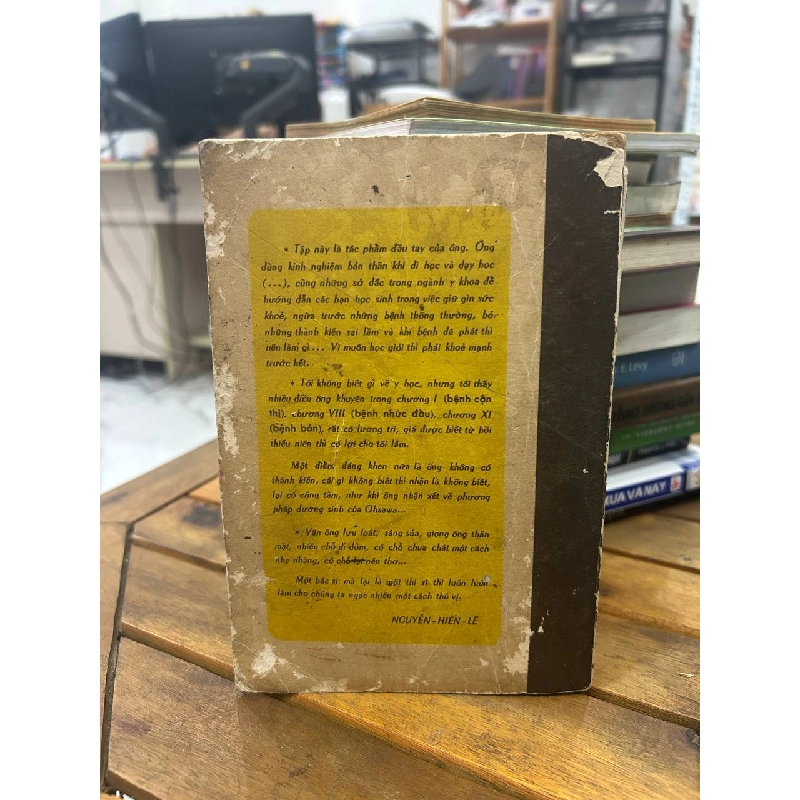 « Tập này là tác phẩm đầu tay của ông. Ông
dùng kinh nghiệm bản thân khi đi học và dạy học
(...), cùng những sở đắc trong ngành y khoa để
hướng dẫn các bạn học sinh trong việc giữ gìn sức
khoẻ, ngừa trước những bệnh thông thường, bỏ
những thành kiến sai lầm và khi bệnh đã phát thì
nên làm gì... Vì muốn học giỏi thì phải khoẻ mạnh
trước hết.
« Tôi không biết gì về y học, nhưng tôi thấy
nhiều điều ông khuyên trong chương I (bệnh cận
thị), chương VIII (bệnh nhức đầu), chương XI
(bệnh bón), rất có lương tri, giá được biết từ hồi
thiếu niên thì có lợi cho tôi lắm.
Một điều đáng khen nữa là ông không có
thành kiến, cái gì không biết thì nhận là không biết,
lại có công tâm, như khi ông nhận xét về phương
pháp dưỡng sinh của Ohsawa...
« Văn ông lưu loát, sáng sủa, giọng ông thân
mật, nhiều chỗ dí dỏm, có chỗ chua chát một cách
nhẹ nhàng, có chỗ lại nên thơ...
Một bác sĩ mà lại là một thi sĩ thì luôn luôn
làm cho chúng ta ngạc nhiên một cách thú vị.
NGUYỄN-HIẾN-LÊ
E Levy
XƯA VÀ NAY